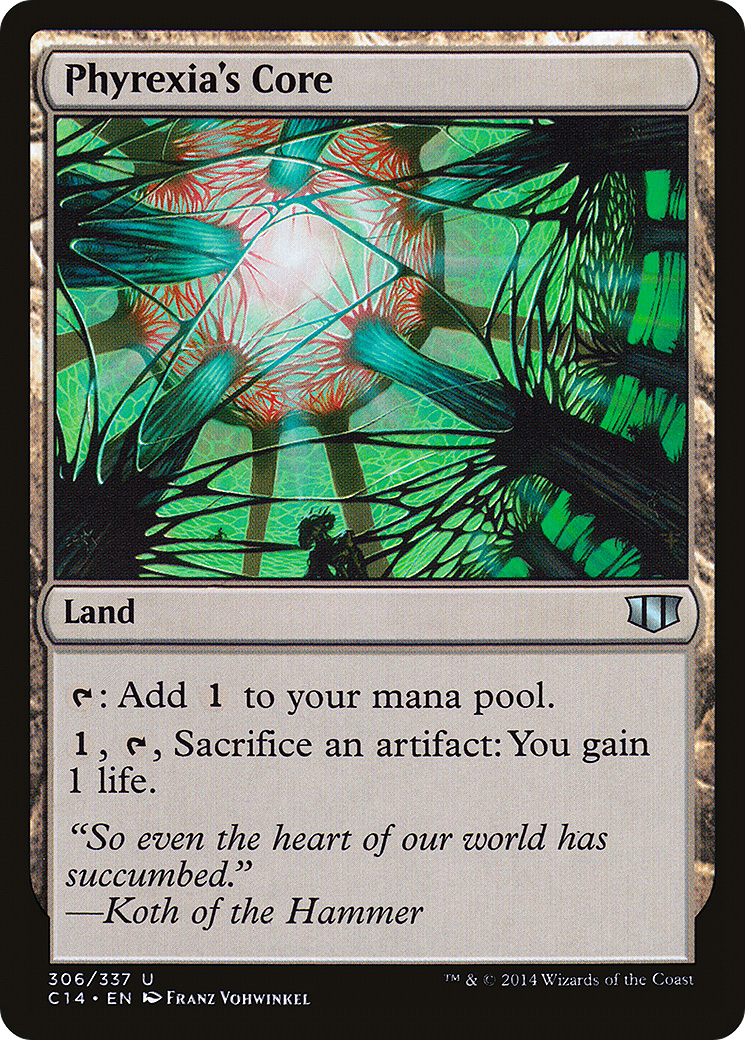 Phyrexia's Core
Land
: Add 1 to your mana pool.
1, , Sacrifice an artifact: You gain
1 life.
“So even the heart of our world has
succumbed.”
—Koth of the Hammer
306/337 U
™ & © 2014 Wizards of the Coast
C14 • EN Franz Vohwinkel